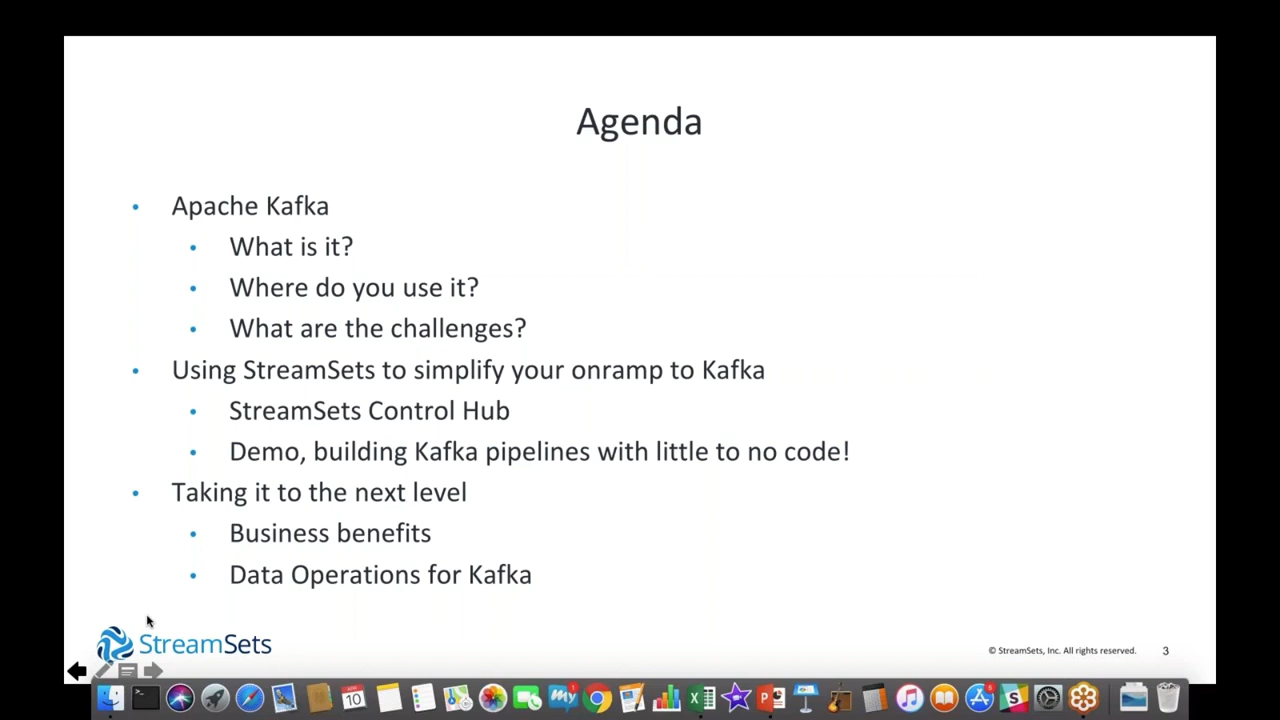 Agenda
• Apache Kafka
• What is it?
• Where do you use it?
• What are the challenges?
• Using StreamSets to simplify your onramp to Kafka
• StreamSets Control Hub
• Demo, building Kafka pipelines with little to no code!
• Taking it to the next level
• Business benefits
• Data Operations for Kafka
StreamSets
© StreamSets, Inc. All rights reserved. 3
10
My